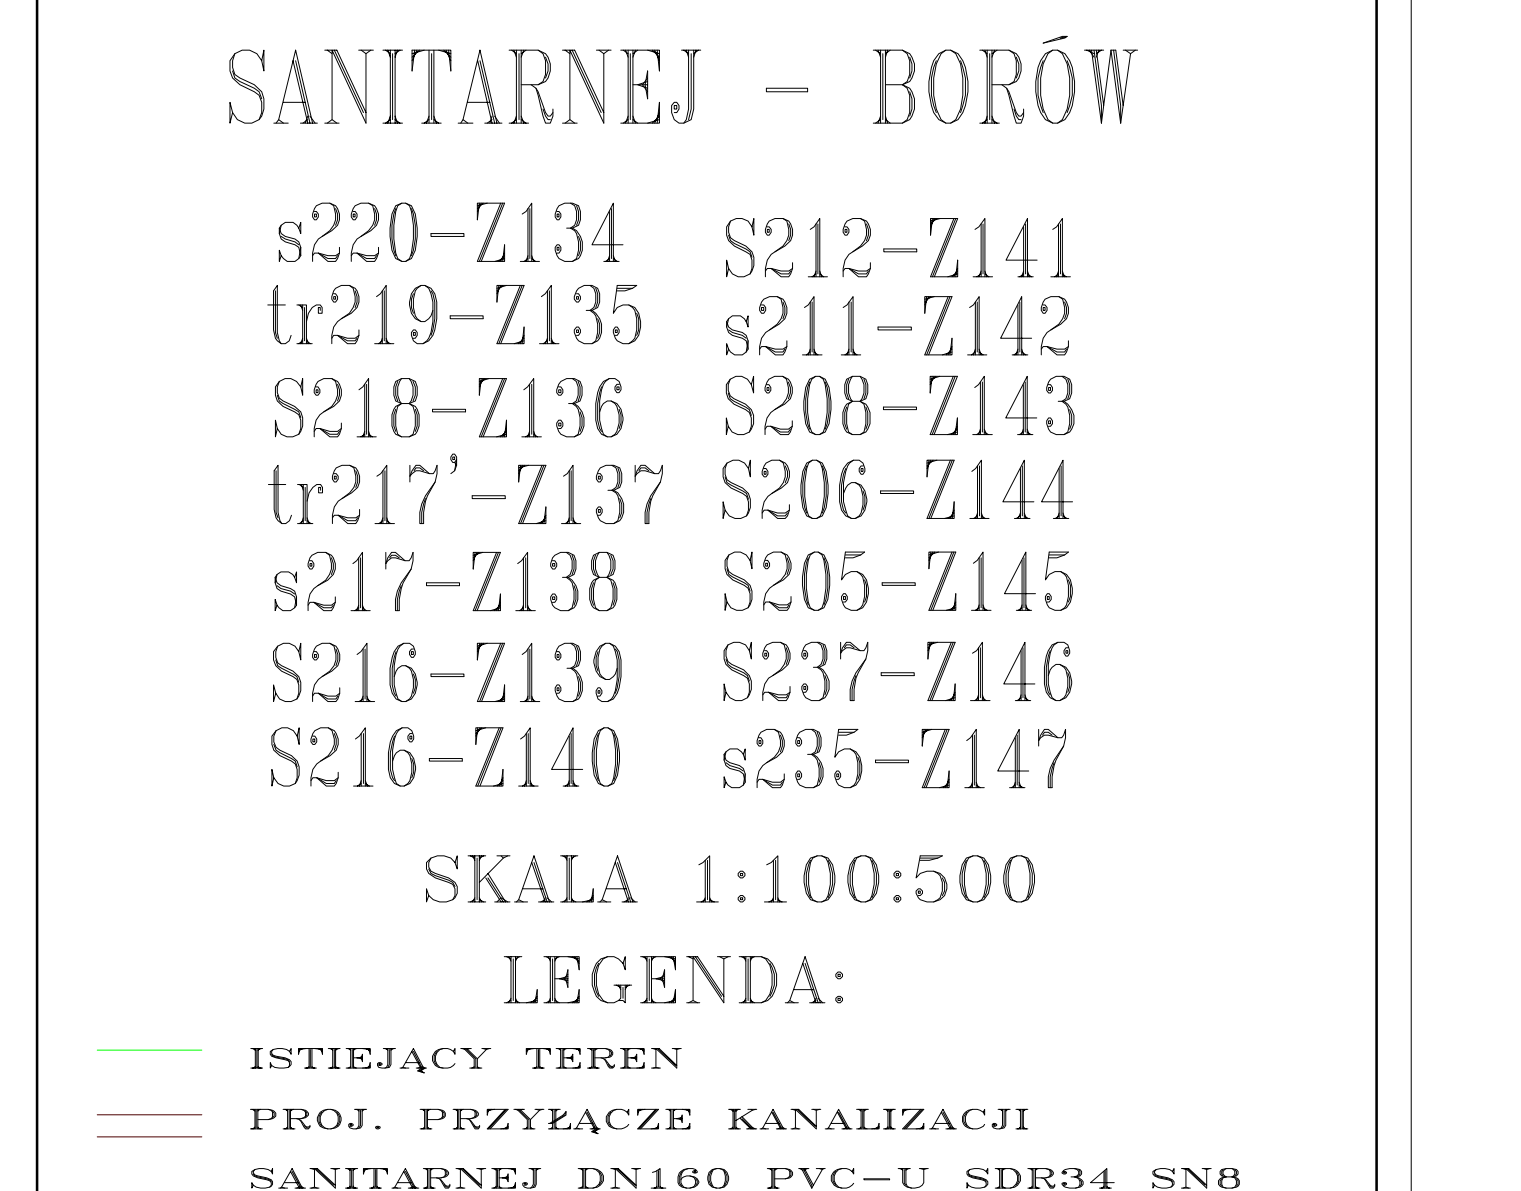 SANITARNEJ - BORÓW
s220-Z134
tr219-Z135
S218-Z136
tr217'-Z137
s217-Z138
S216-Z139
S216-Z140
S212-Z141
s211-Z142
S208-Z143
S206-Z144
S205-Z145
S237-Z146
s235-Z147
SKALA 1:100:500
LEGENDA:
ISTIEJĄCY TEREN
PROJ. PRZYŁĄCZE KANALIZACJI
SANITARNEJ DN160 PVC-U SDR34 SN8